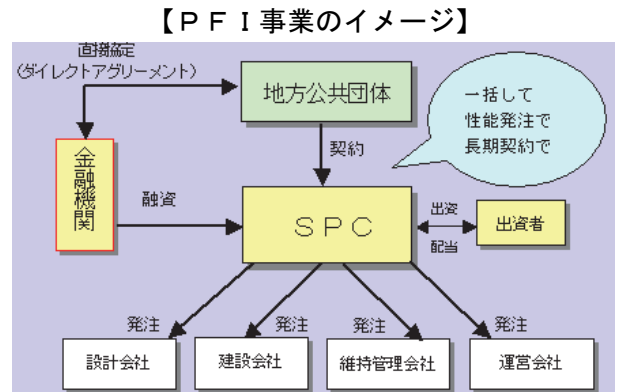 【ＰＦＩ事業のイメージ】
直接協定
(ダイレクトアグリーメント)
地方公共団体
一括して
性能発注で
長期契約で
契約
金融機関
融資
ＳＰＣ
出資
配当
出資者
発注
発注
発注
発注
設計会社
建設会社
維持管理会社
運営会社